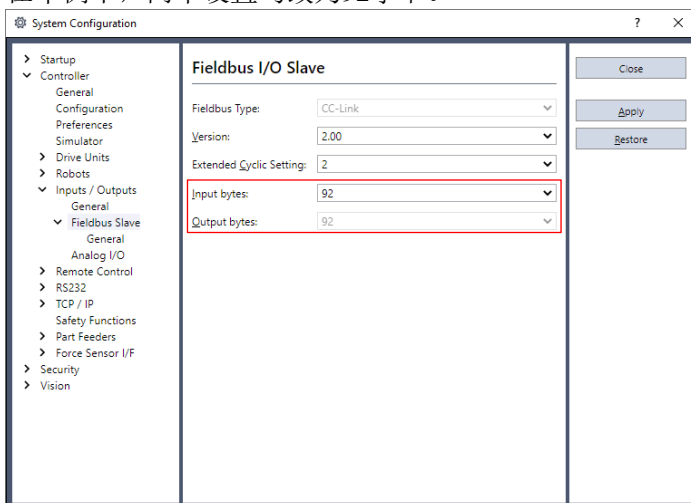 System Configuration
?
×
Startup
Controller
General
Configuration
Preferences
Simulator
Drive Units
Robots
Inputs / Outputs
General
Fieldbus Slave
General
Analog I/O
Remote Control
RS232
TCP / IP
Safety Functions
Part Feeders
Force Sensor I/F
Security
Vision
Fieldbus I/O Slave
Fieldbus Type: CC-Link
Version: 2.00
Extended Cyclic Setting: 2
Input bytes: 92
Output bytes: 92
Close
Apply
Restore